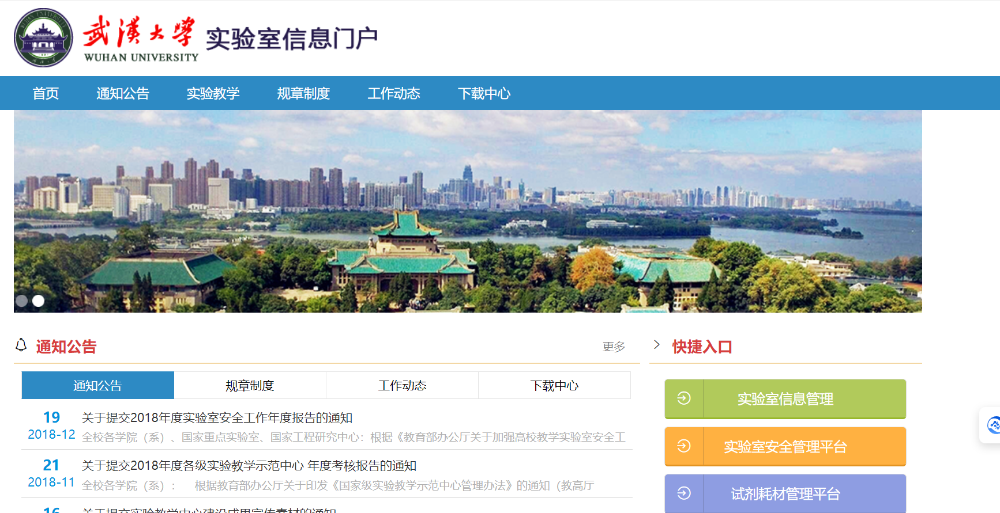 武漢大学
WUHAN UNIVERSITY
实验室信息门户
首页 通知公告 实验教学 规章制度 工作动态 下载中心
通知公告 更多
快捷入口
通知公告 规章制度 工作动态 下载中心
19
2018-12
关于提交2018年度实验室安全工作年度报告的通知
全校各学院（系）、国家重点实验室、国家工程研究中心：根据《教育部办公厅关于加强高校教学实验室安全工
21
2018-11
关于提交2018年度各级实验教学示范中心 年度考核报告的通知
全校各学院（系）： 根据教育部办公厅关于印发《国家级实验教学示范中心管理办法》的通知（教高厅
16
关于提交实验教学中心建设成果宣传素材的通知
实验室信息管理
实验室安全管理平台
试剂耗材管理平台